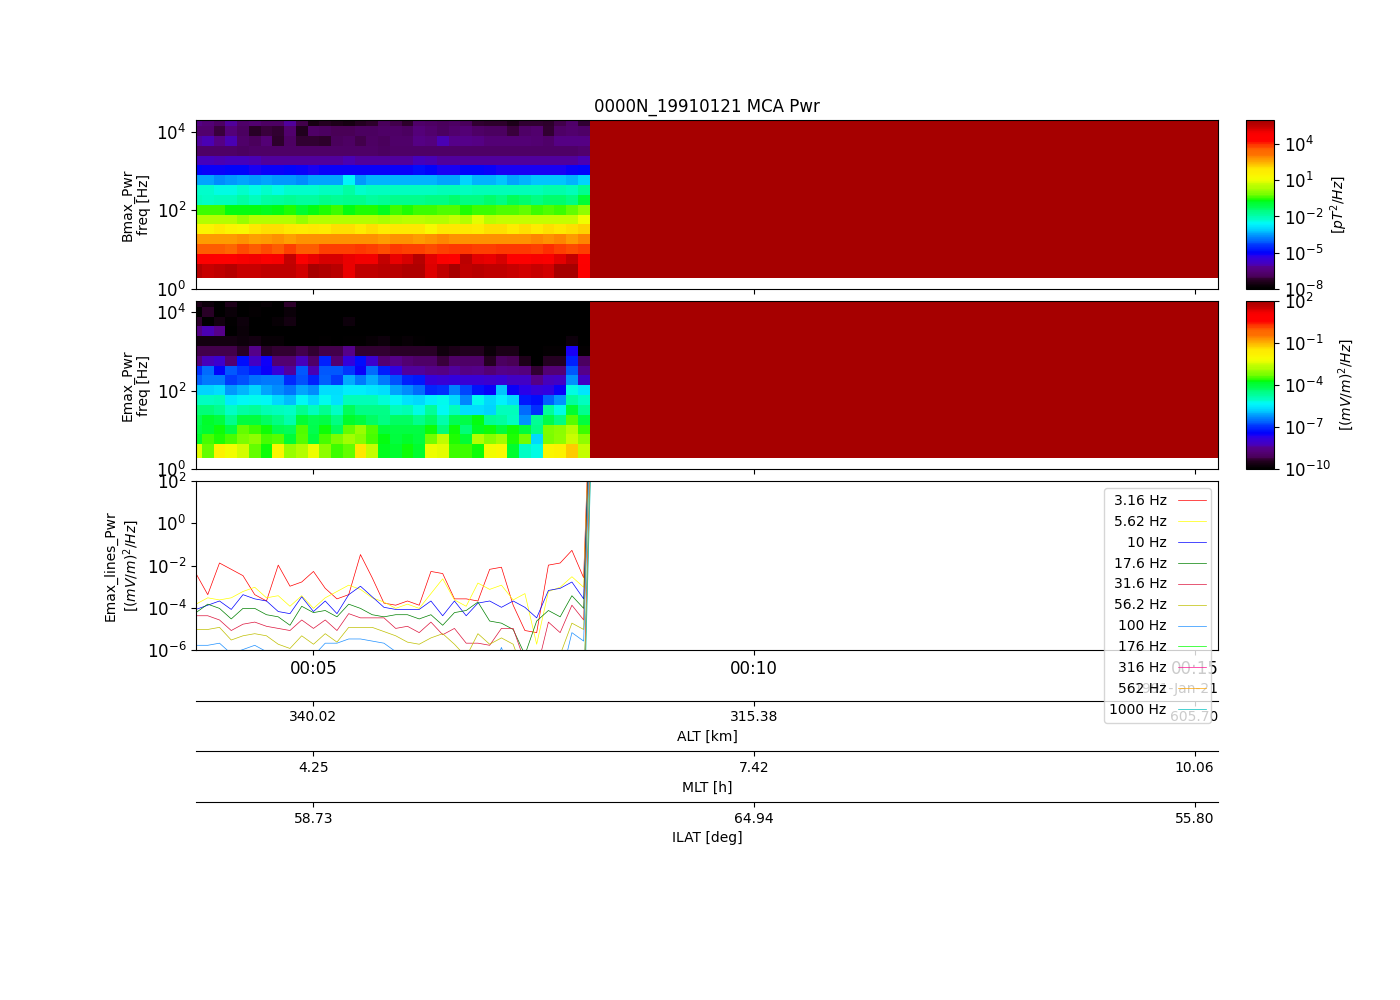 0000N_19910121 MCA Pwr
10^4
10^2
10^0
Bmax_Pwr
freq [Hz]
10^4
10^1
10^-2
10^-5
10^-8
[pT^2/Hz]
10^4
10^2
10^0
Emax_Pwr
freq [Hz]
10^2
10^-1
10^-4
10^-7
10^-10
[(mV/m)^2/Hz]
10^2
10^0
10^-2
10^-4
10^-6
Emax_lines_Pwr
[(mV/m)^2/Hz]
3.16 Hz
5.62 Hz
10 Hz
17.6 Hz
31.6 Hz
56.2 Hz
100 Hz
176 Hz
316 Hz
562 Hz
1000 Hz
00:05 00:10 00:15
-Jan-21
340.02 315.38 605.70
ALT [km]
4.25 7.42 10.06
MLT [h]
58.73 64.94 55.80
ILAT [deg]